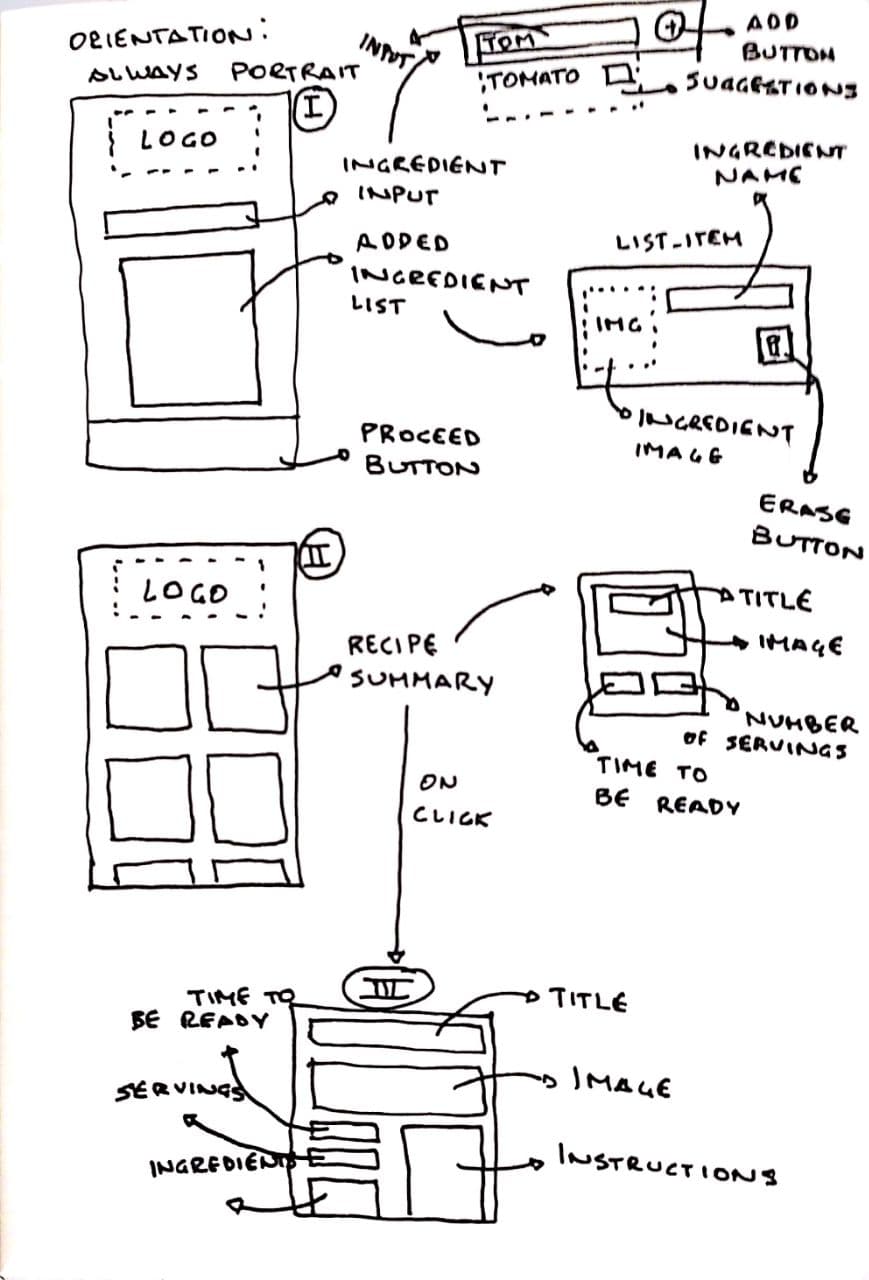 ORIENTATION:
ALWAYS PORTRAIT
INPUT
TOM
+
ADD
BUTTON
TOMATO
SUGGESTIONS
I
LOGO
INGREDIENT
INPUT
ADDED
INGREDIENT
LIST
PROCEED
BUTTON
INGREDIENT
NAME
LIST_ITEM
IMG
INGREDIENT
IMAGE
ERASE
BUTTON
II
LOGO
RECIPE
SUMMARY
TITLE
IMAGE
NUMBER
OF SERVINGS
TIME TO
BE READY
ON
CLICK
III
TIME TO
BE READY
SERVINGS
INGREDIENTS
TITLE
IMAGE
INSTRUCTIONS